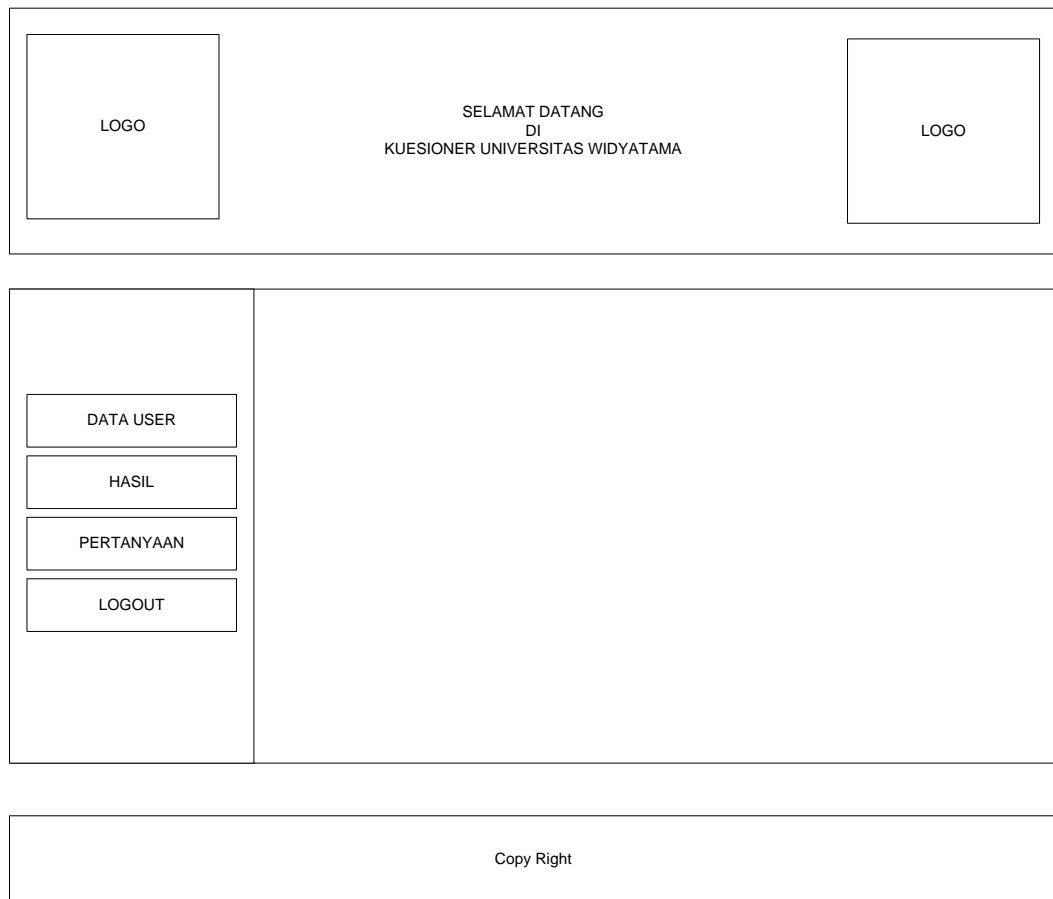 LOGO
SELAMAT DATANG
DI
KUESIONER UNIVERSITAS WIDYATAMA
LOGO
DATA USER
HASIL
PERTANYAAN
LOGOUT
Copy Right